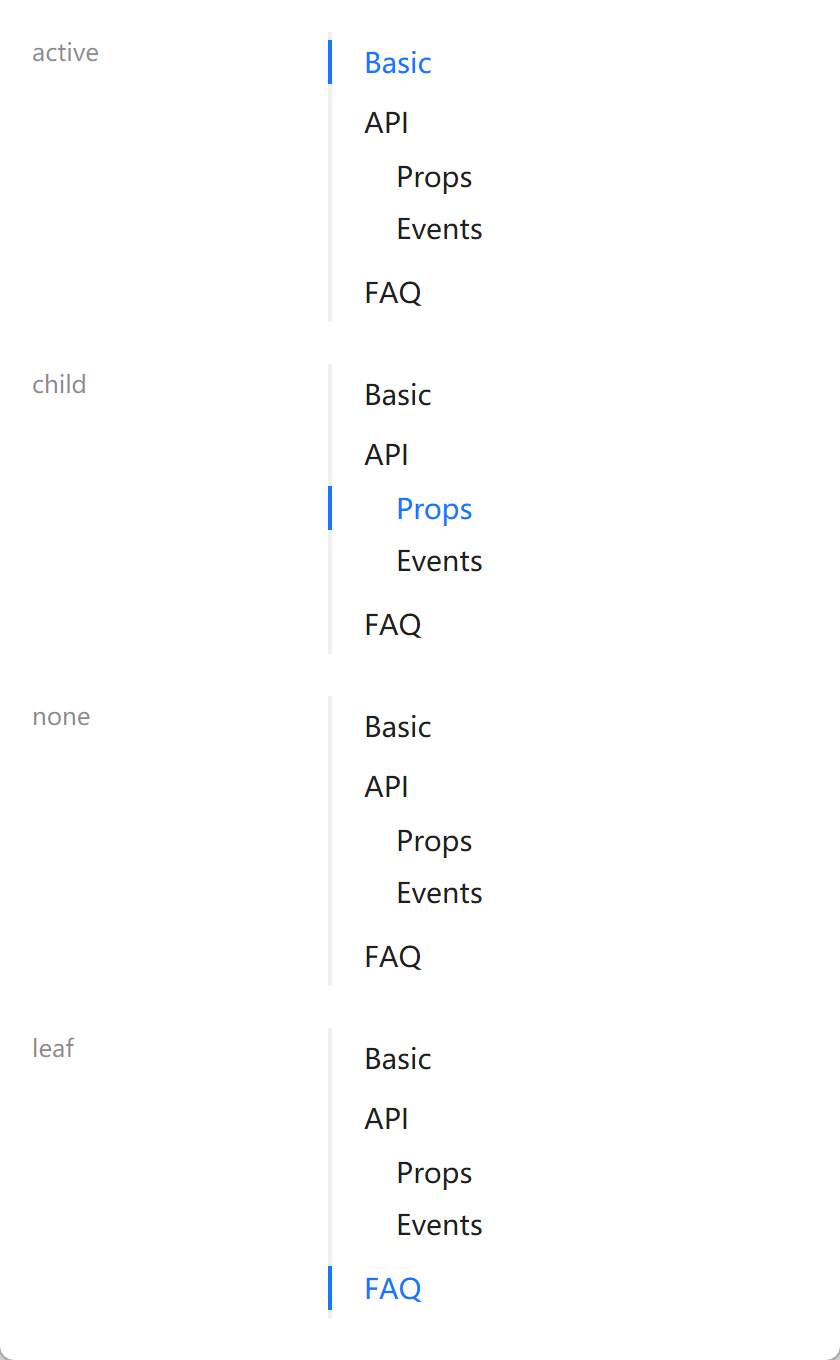 active
Basic
API
Props
Events
FAQ
child
Basic
API
Props
Events
FAQ
none
Basic
API
Props
Events
FAQ
leaf
Basic
API
Props
Events
FAQ